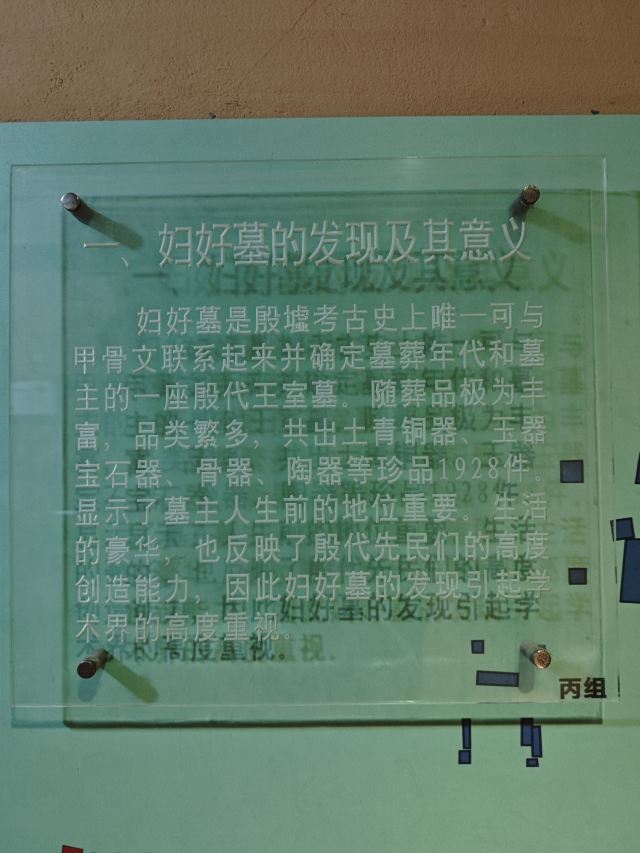 一、妇好墓的发现及其意义
妇好墓是殷墟考古史上唯一可与
甲骨文联系起来并确定墓葬年代和墓
主的一座殷代王室墓。随葬品极为丰
富，品类繁多，共出土青铜器、玉器
宝石器、骨器、陶器等珍品1928件。
显示了墓主人生前的地位重要。生活
的豪华，也反映了殷代先民们的高度
创造能力，因此妇好墓的发现引起学
术界的高度重视。
丙组